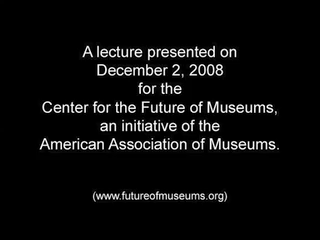 A lecture presented on
December 2, 2008
for the
Center for the Future of Museums,
an initiative of the
American Association of Museums.
(www.futureofmuseums.org)